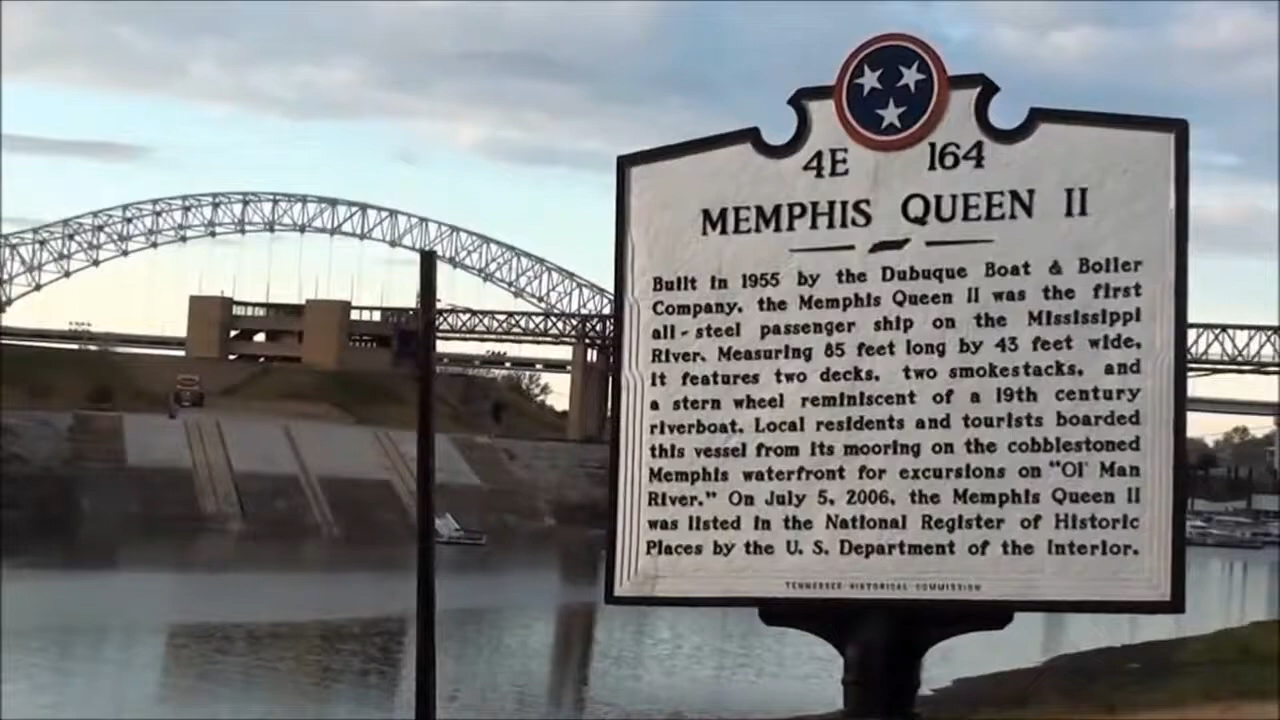 4E 164
MEMPHIS QUEEN II
Built in 1955 by the Dubuque Boat & Boiler
Company, the Memphis Queen II was the first
all-steel passenger ship on the Mississippi
River. Measuring 85 feet long by 43 feet wide,
it features two decks, two smokestacks, and
a stern wheel reminiscent of a 19th century
riverboat. Local residents and tourists boarded
this vessel from its mooring on the cobblestoned
Memphis waterfront for excursions on "Ol' Man
River." On July 5, 2006, the Memphis Queen II
was listed in the National Register of Historic
Places by the U. S. Department of the Interior.
TENNESSEE HISTORICAL COMMISSION